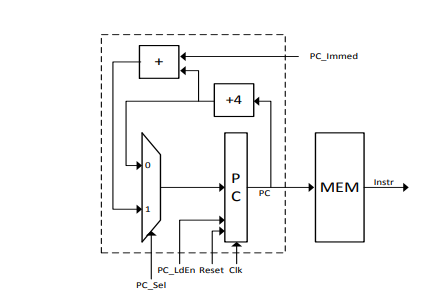 +
PC_Immed
+4
0
P
C
MEM
Instr
PC
1
PC_LdEn Reset Clk
PC_Sel